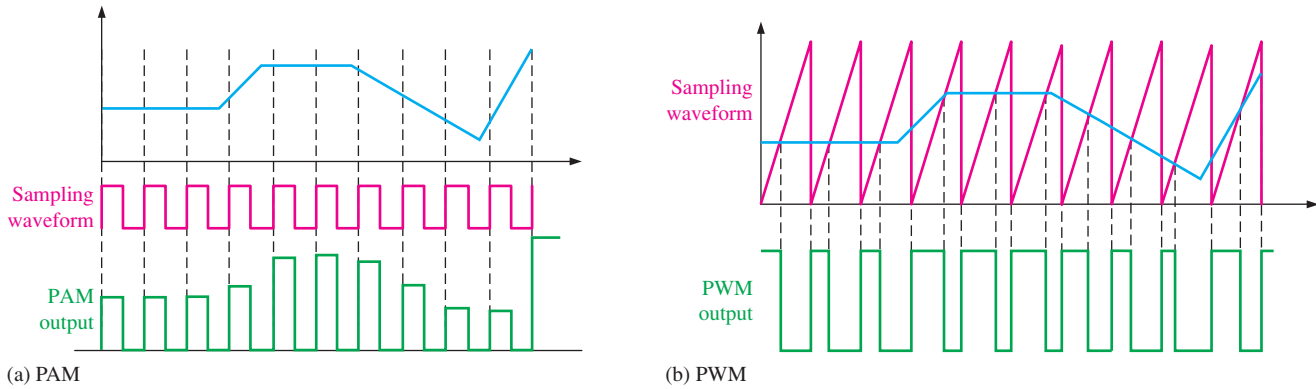 Sampling
waveform
PAM
output
(a) PAM
Sampling
waveform
PWM
output
(b) PWM